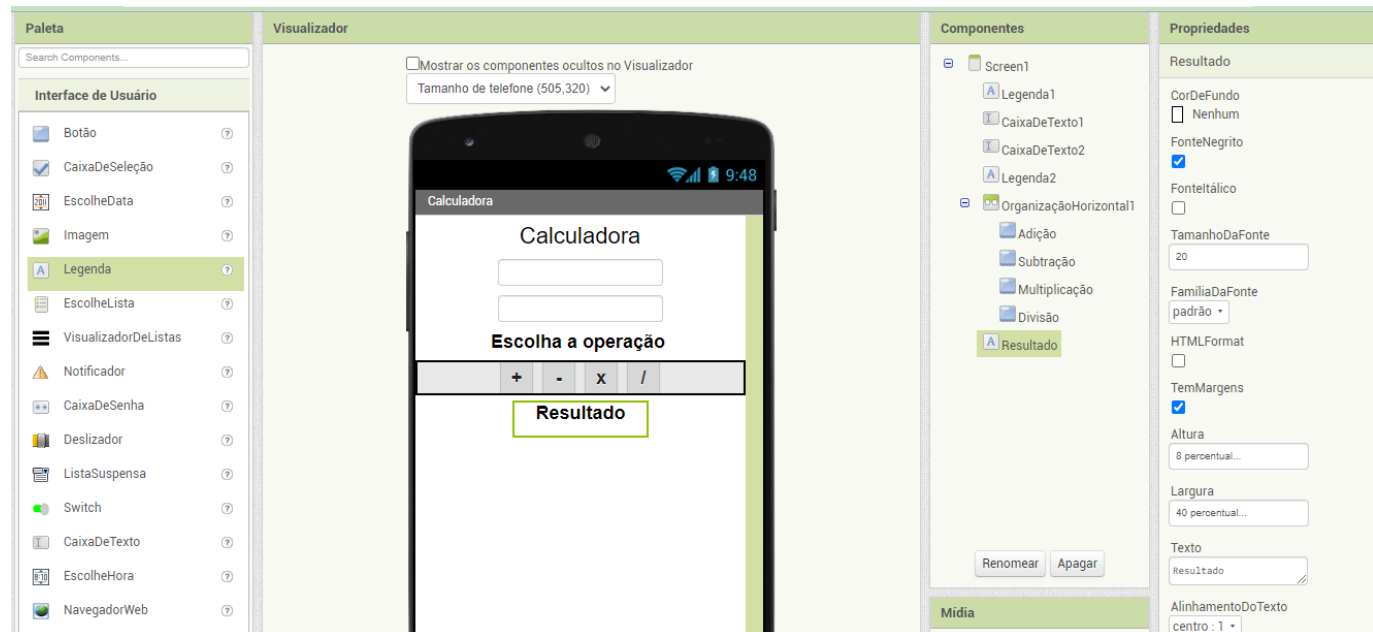 Paleta
Search Components...
Interface de Usuário
Botão
CaixaDeSeleção
EscolheData
Imagem
Legenda
EscolheLista
VisualizadorDeListas
Notificador
CaixaDeSenha
Deslizador
ListaSuspensa
Switch
CaixaDeTexto
EscolheHora
NavegadorWeb
Visualizador
Mostrar os componentes ocultos no Visualizador
Tamanho de telefone (505,320)
9:48
Calculadora
Calculadora
Escolha a operação
+ - x /
Resultado
Componentes
Screen1
Legenda1
CaixaDeTexto1
CaixaDeTexto2
Legenda2
OrganizaçãoHorizontal1
Adição
Subtração
Multiplicação
Divisão
Resultado
Renomear Apagar
Mídia
Propriedades
Resultado
CorDeFundo
Nenhum
FonteNegrito
FonteItálico
TamanhoDaFonte
20
FamíliaDaFonte
padrão
HTMLFormat
TemMargens
Altura
8 percentual...
Largura
40 percentual...
Texto
Resultado
AlinhamentoDoTexto
centro : 1